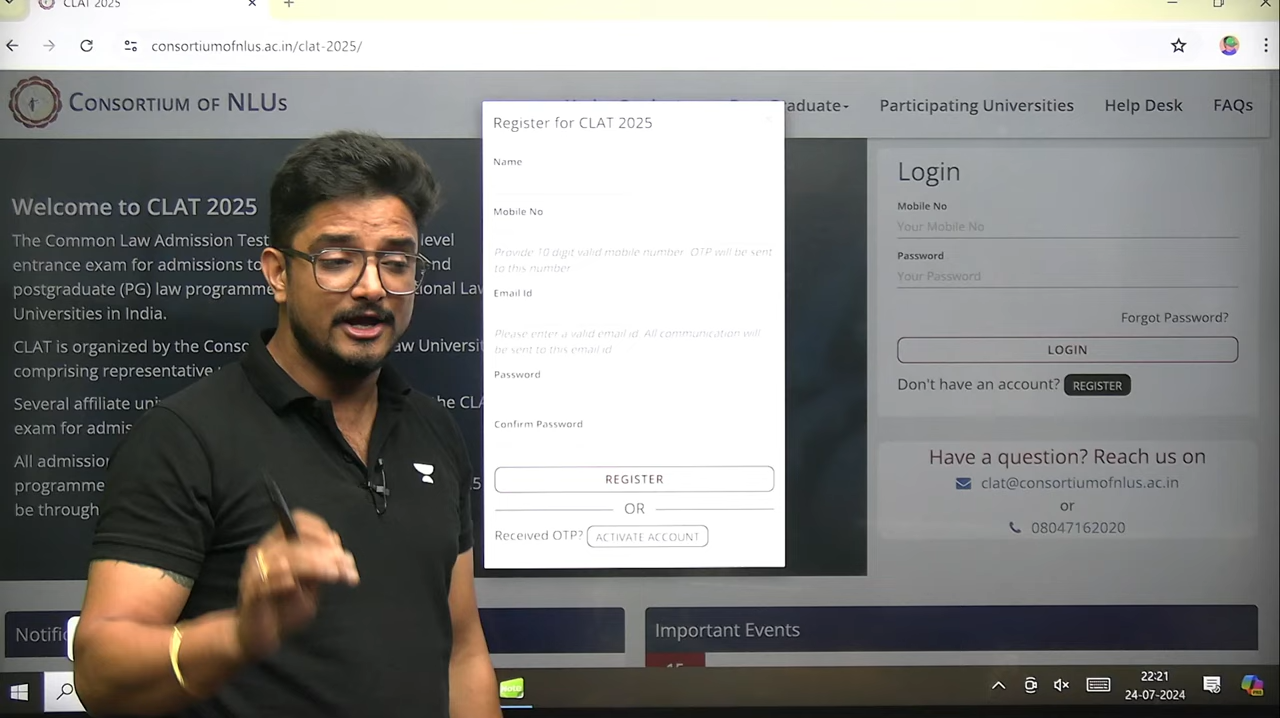 CLAT 2025
consortiumofnlus.ac.in/clat-2025/
CONSORTIUM OF NLUS
Graduate
Participating Universities
Help Desk
FAQs
Welcome to CLAT 2025
The Common Law Admission Test
level
entrance exam for admissions to
postgraduate (PG) law programme
Law
Universities in India.
CLAT is organized by the
Universit
comprising representative
Several affiliate
the
exam for
All
programme
be through
Register for CLAT 2025
Name
Mobile No
Provide 10 digit valid mobile number. OTP will be sent
to this number
Email Id
Please enter a valid email id. All communication will
be sent to this email id
Password
Confirm Password
REGISTER
OR
Received OTP? ACTIVATE ACCOUNT
Login
Mobile No
Your Mobile No
Password
Your Password
Forgot Password?
LOGIN
Don't have an account? REGISTER
Have a question? Reach us on
clat@consortiumofnlus.ac.in
or
08047162020
Notific
Important Events
15
22:21
24-07-2024